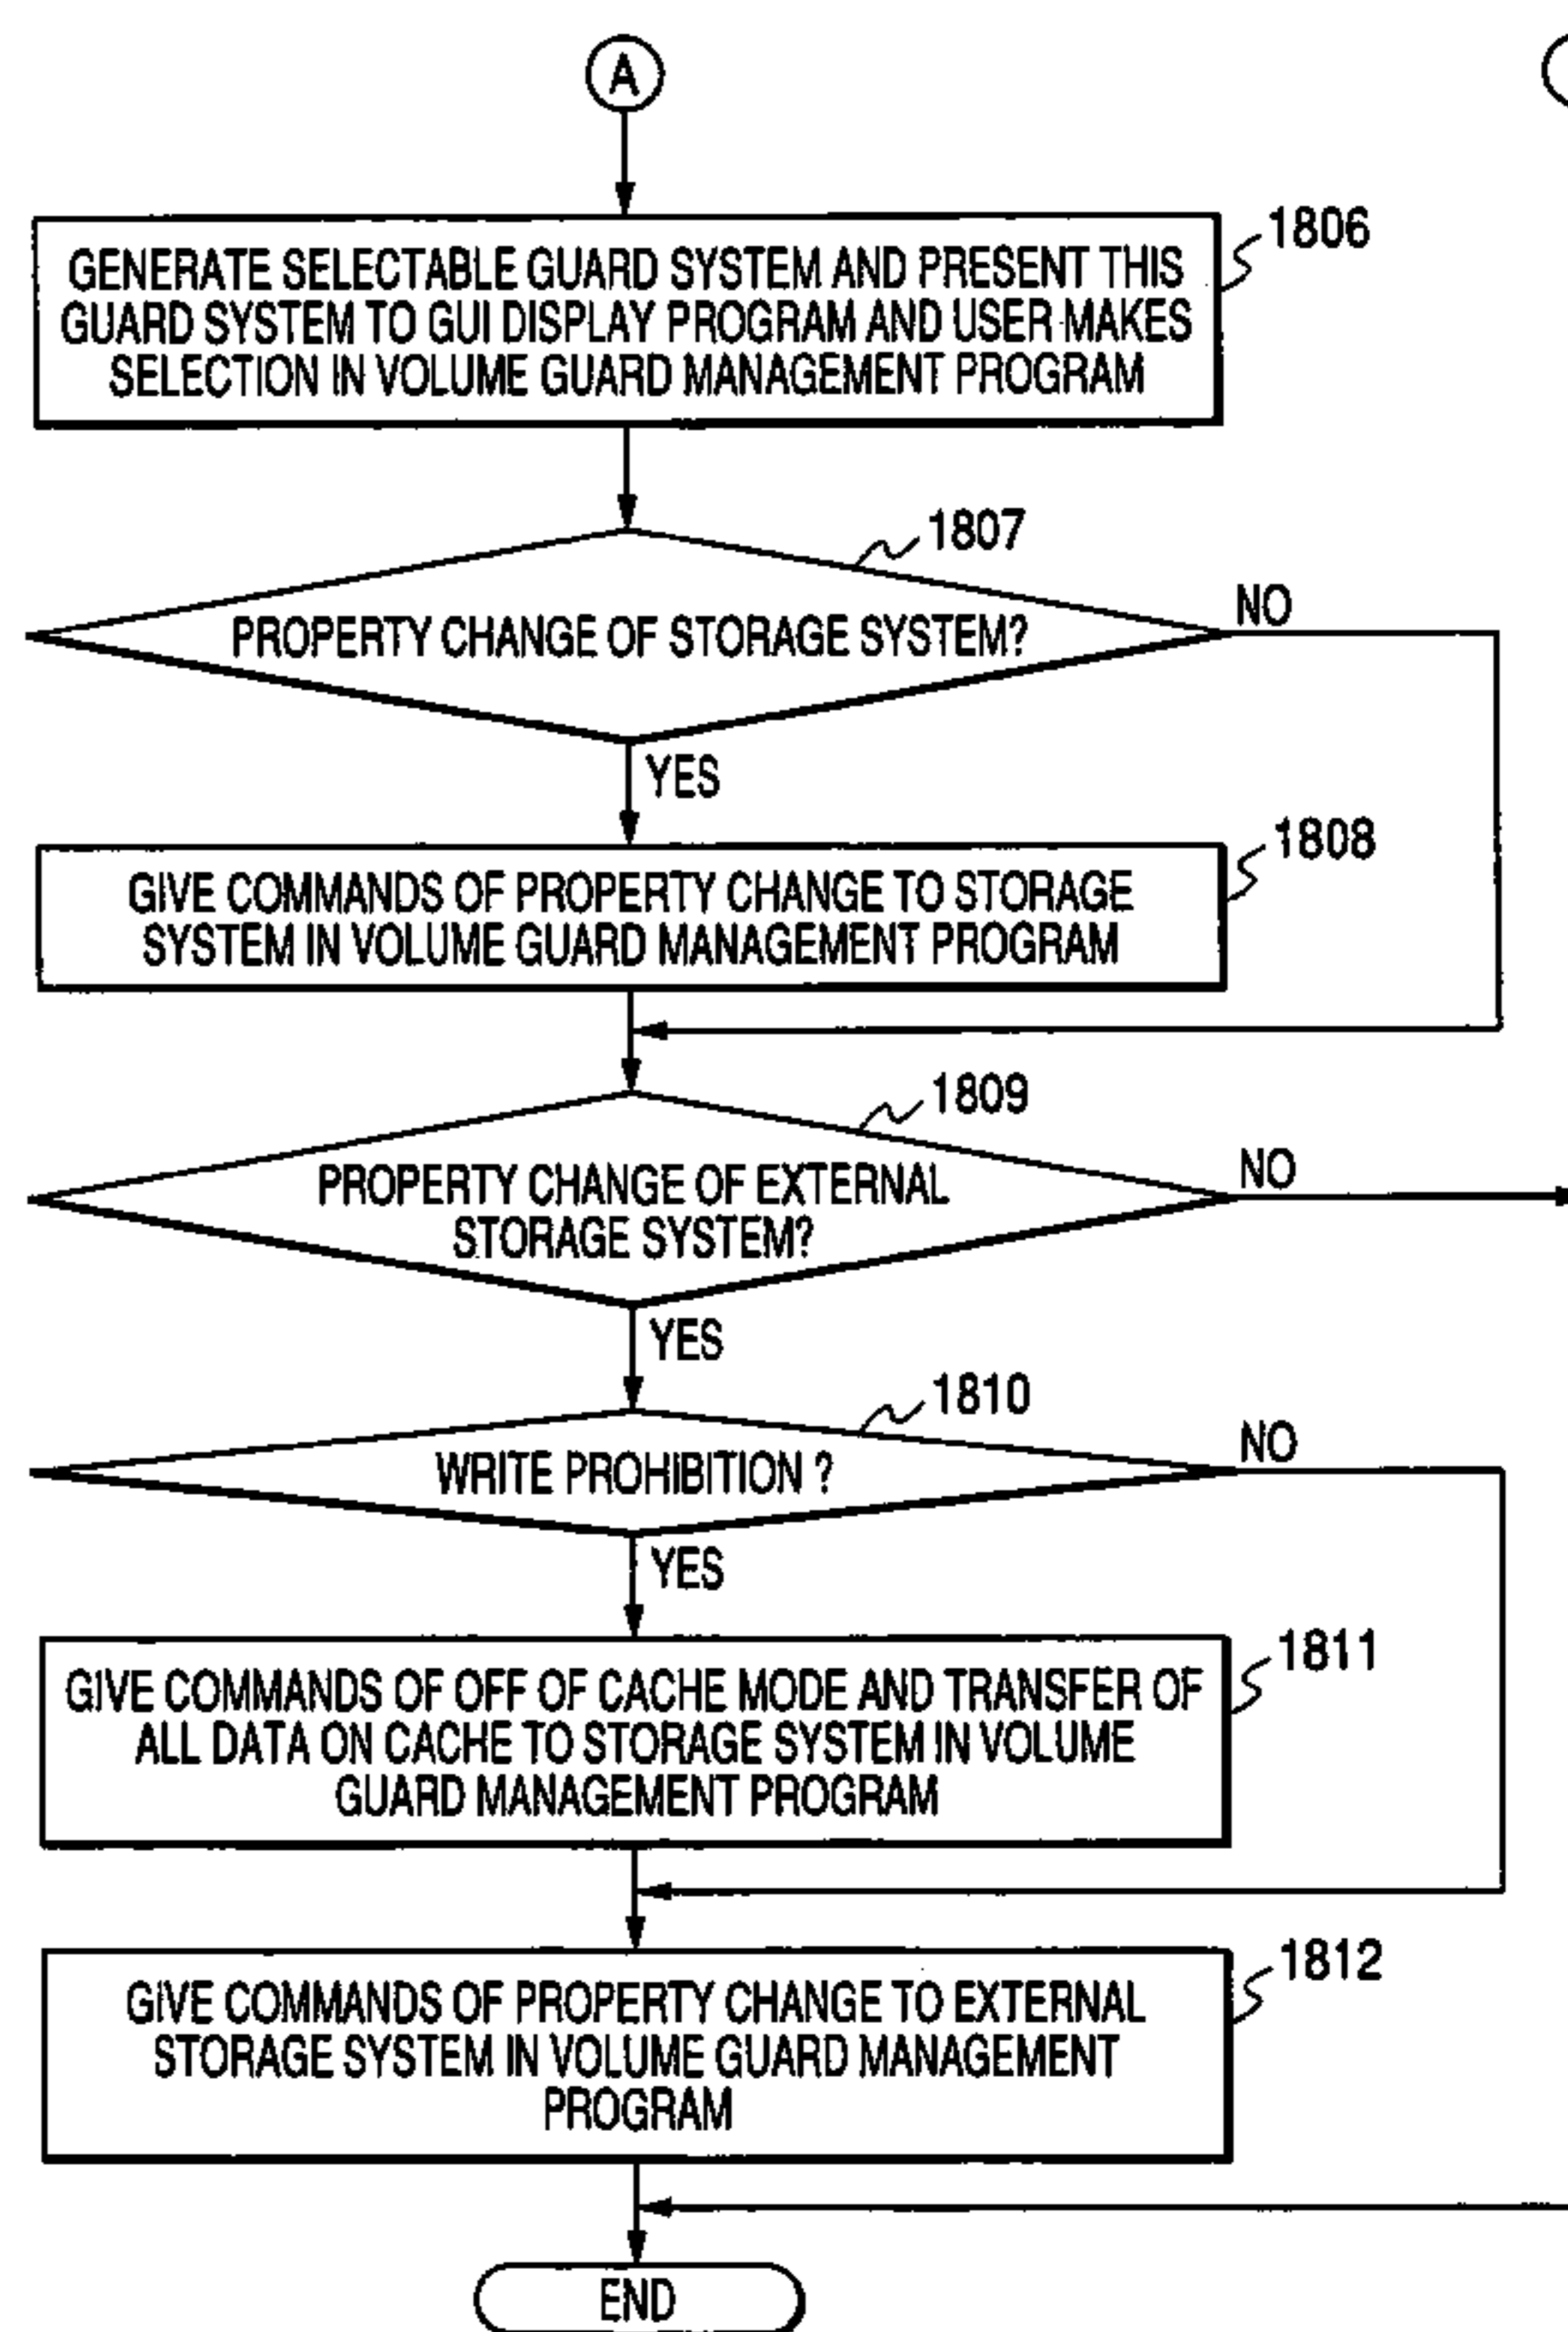 A
GENERATE SELECTABLE GUARD SYSTEM AND PRESENT THIS
GUARD SYSTEM TO GUI DISPLAY PROGRAM AND USER MAKES
SELECTION IN VOLUME GUARD MANAGEMENT PROGRAM
1806
1807
PROPERTY CHANGE OF STORAGE SYSTEM?
NO
YES
1808
GIVE COMMANDS OF PROPERTY CHANGE TO STORAGE
SYSTEM IN VOLUME GUARD MANAGEMENT PROGRAM
1809
PROPERTY CHANGE OF EXTERNAL
STORAGE SYSTEM?
NO
YES
1810
WRITE PROHIBITION ?
NO
YES
1811
GIVE COMMANDS OF OFF OF CACHE MODE AND TRANSFER OF
ALL DATA ON CACHE TO STORAGE SYSTEM IN VOLUME
GUARD MANAGEMENT PROGRAM
1812
GIVE COMMANDS OF PROPERTY CHANGE TO EXTERNAL
STORAGE SYSTEM IN VOLUME GUARD MANAGEMENT
PROGRAM
END